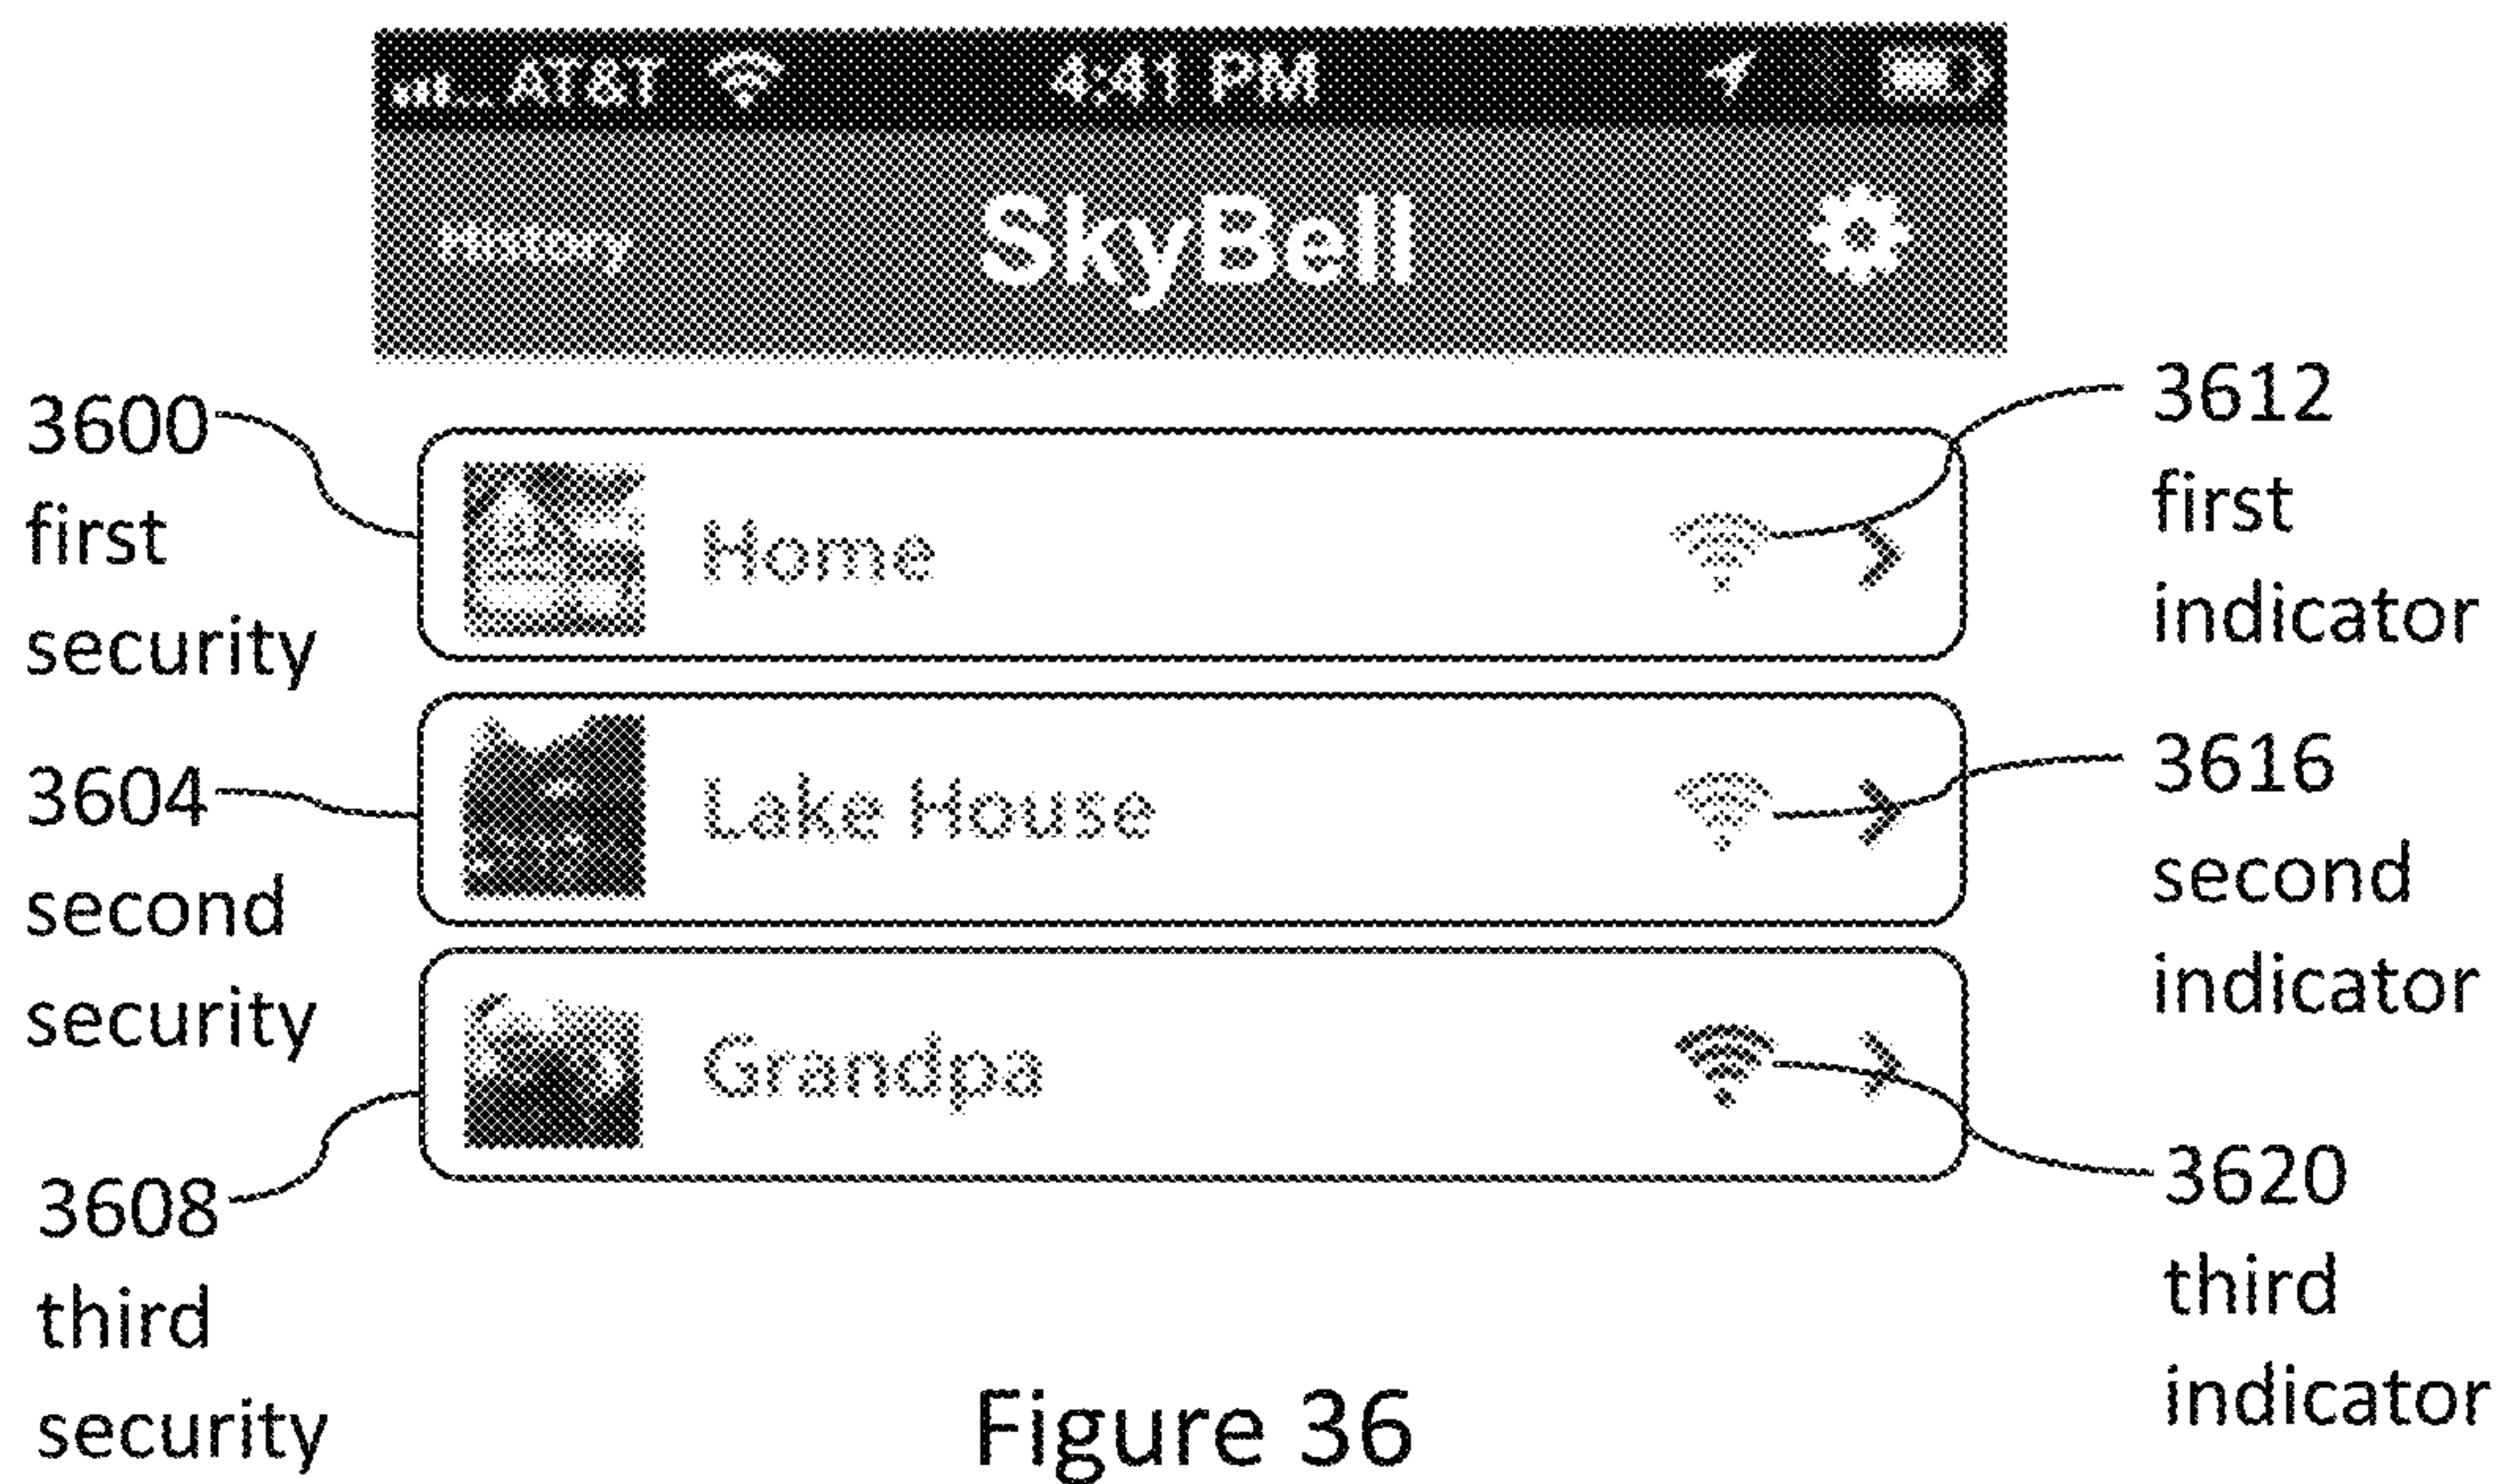 AT&T 4:41 PM
History SkyBell
3600
first
security
3612
first
indicator
Home
3604
second
security
3616
second
indicator
Lake House
3608
third
security
3620
third
indicator
Grandpa
Figure 36